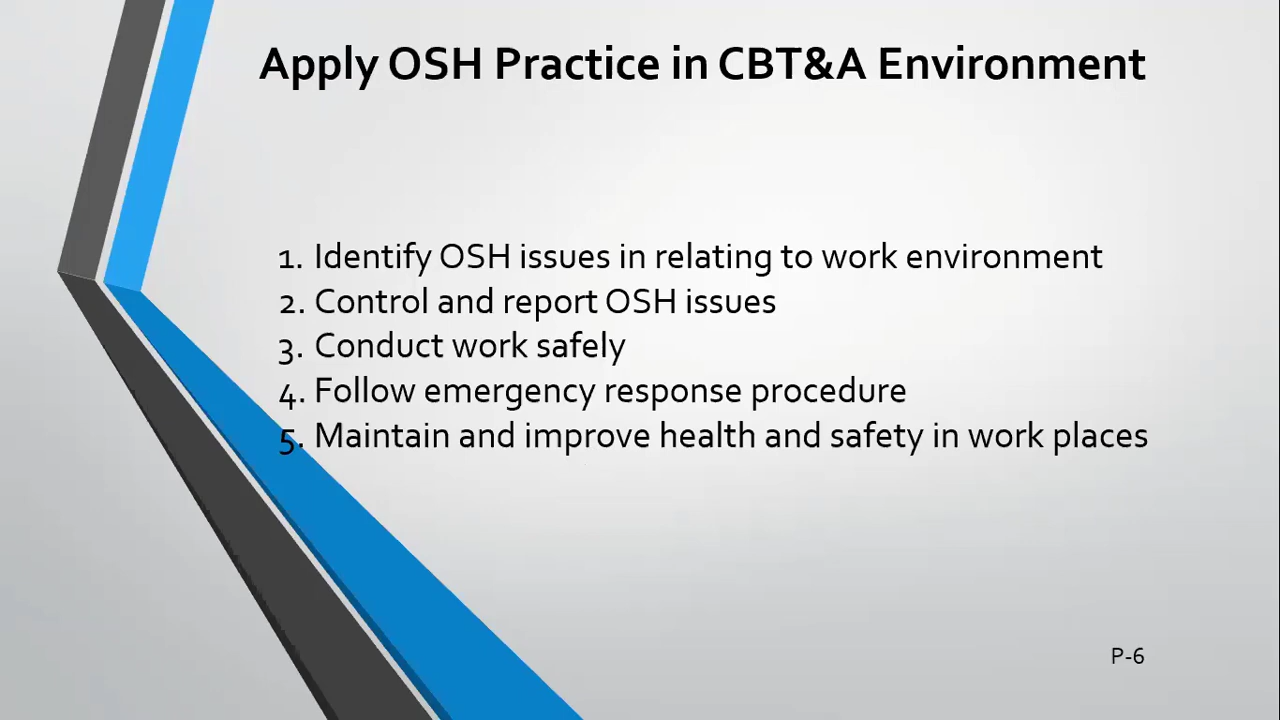 Apply OSH Practice in CBT&A Environment
1. Identify OSH issues in relating to work environment
2. Control and report OSH issues
3. Conduct work safely
4. Follow emergency response procedure
5. Maintain and improve health and safety in work places
P-6